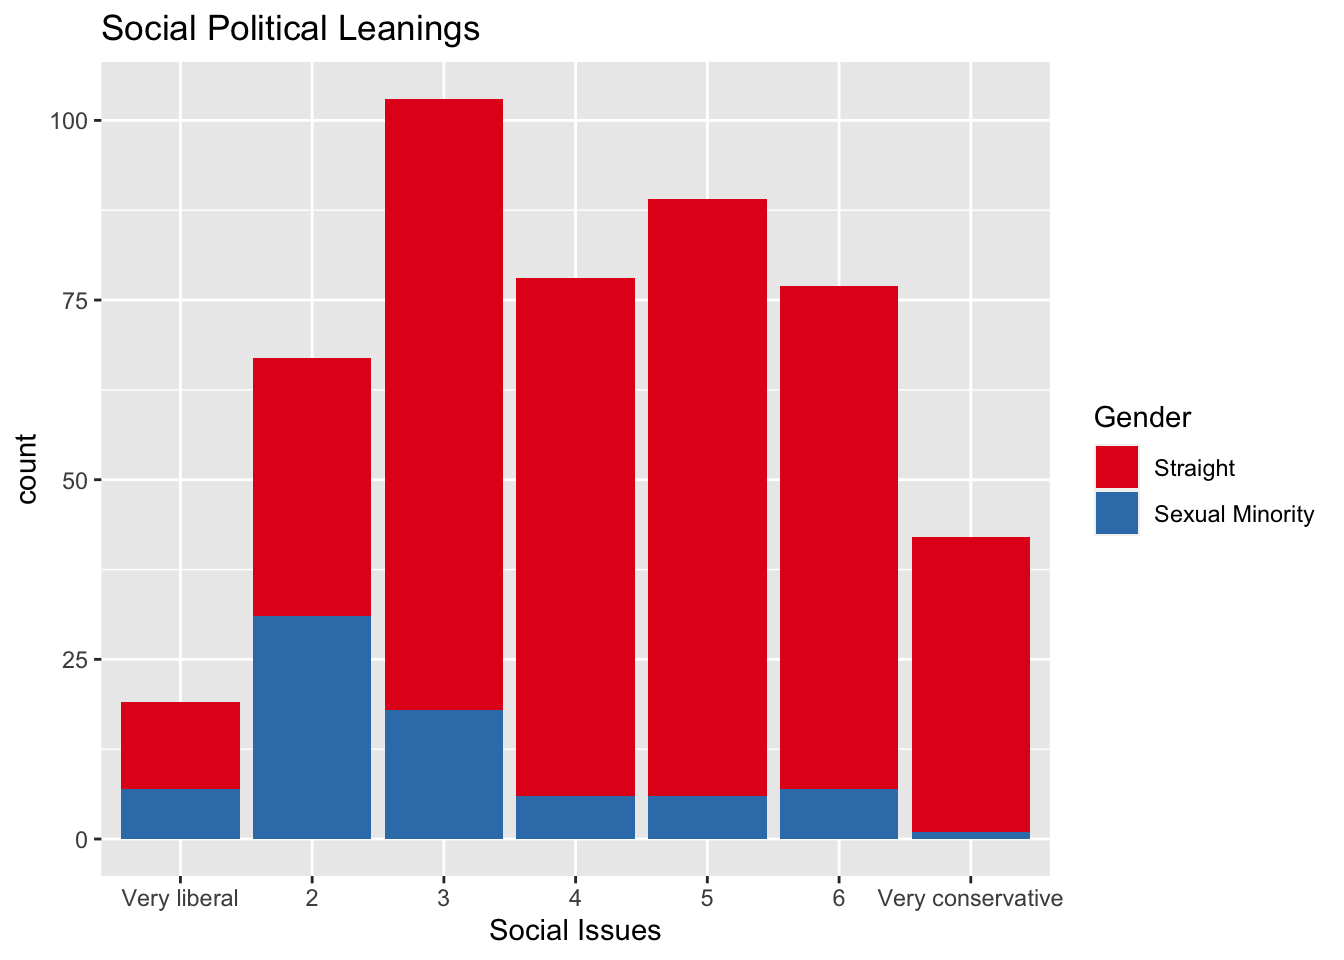 Social Political Leanings
count
100
75
50
25
0
Very liberal 2 3 4 5 6 Very conservative
Social Issues
Gender
Straight
Sexual Minority